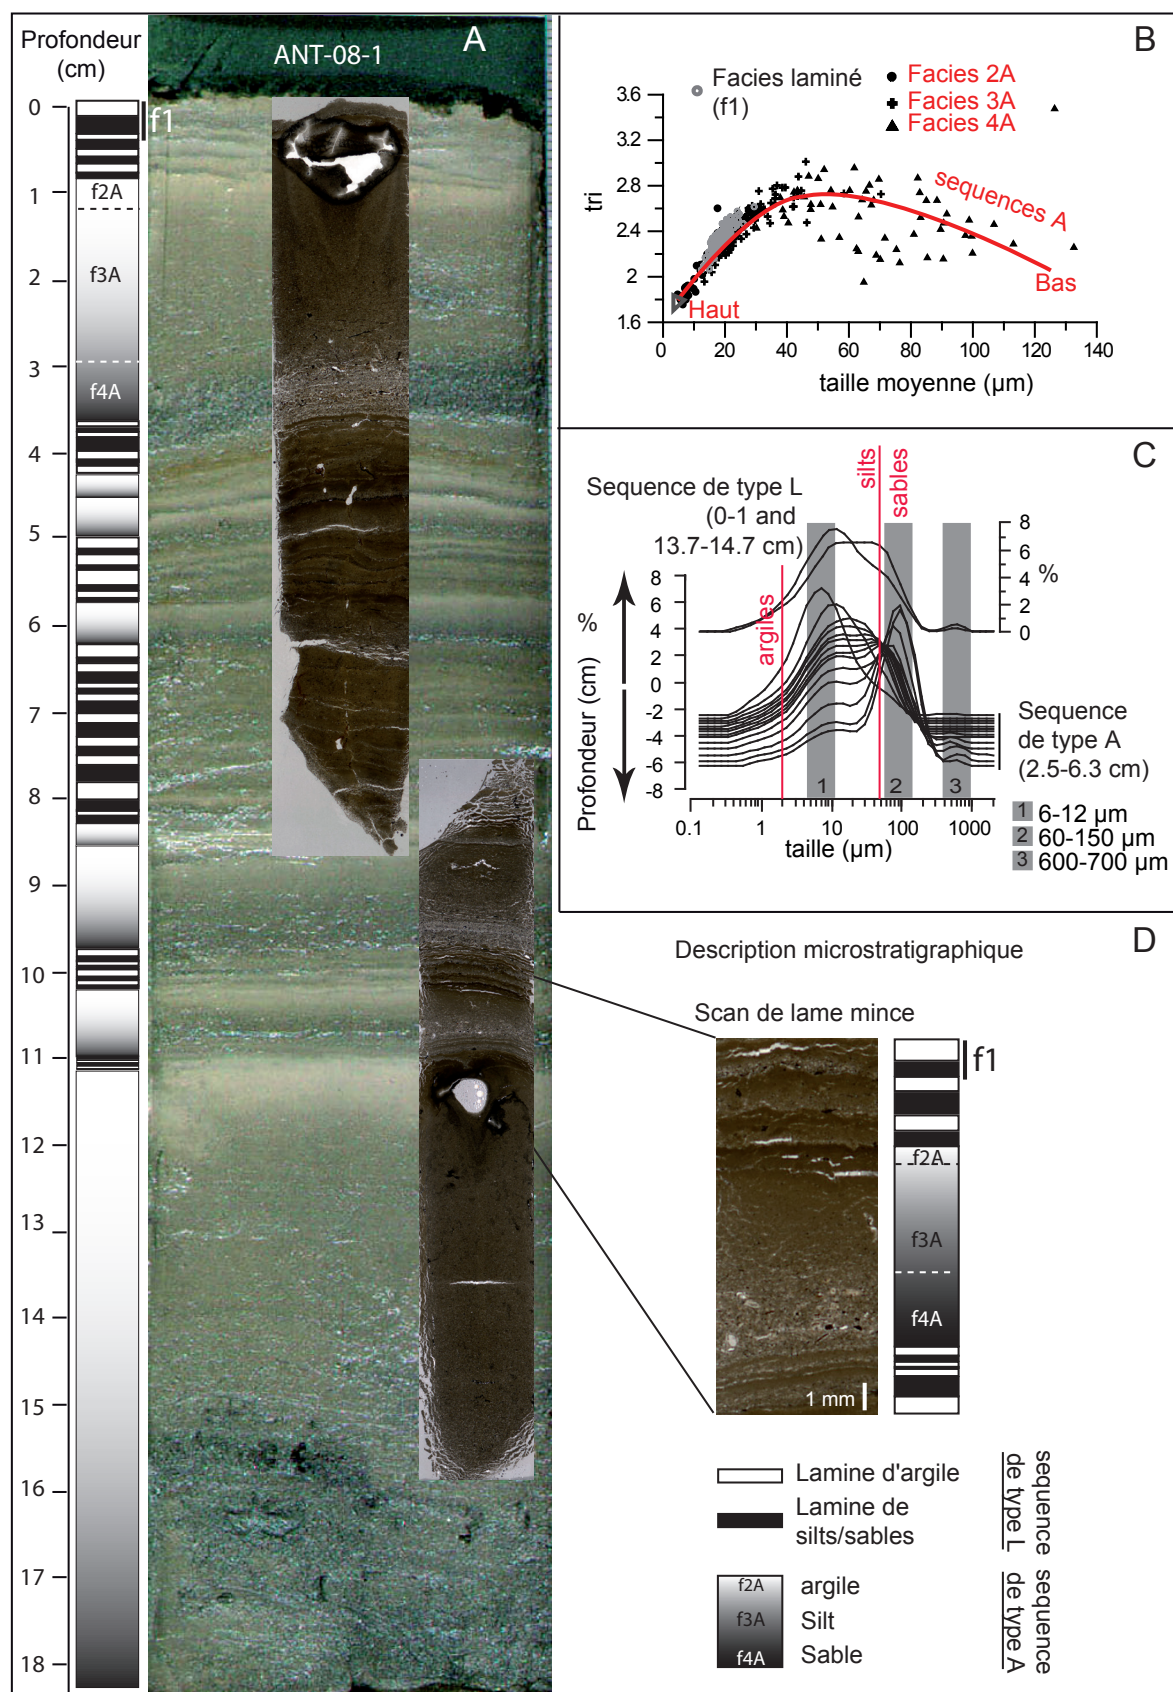 Profondeur
(cm)
A
ANT-08-1
0
f1
1
f2A
2
f3A
3
f4A
4
5
6
7
8
9
10
11
12
13
14
15
16
17
18
B
Facies laminé
(f1)
Facies 2A
Facies 3A
Facies 4A
3.6
3.2
2.8
2.4
2
1.6
tri
sequences A
Bas
Haut
0 20 40 60 80 100 120 140
taille moyenne (µm)
C
Sequence de type L
(0-1 and
13.7-14.7 cm)
silts
sables
argiles
8
6
4
2
0
%
8
6
4
2
0
-2
-4
-6
-8
%
Profondeur (cm)
Sequence
de type A
(2.5-6.3 cm)
1 2 3
0.1 1 10 100 1000
taille (µm)
1 6-12 µm
2 60-150 µm
3 600-700 µm
D
Description microstratigraphique
Scan de lame mince
f1
f2A
f3A
f4A
1 mm
Lamine d'argile
Lamine de
silts/sables
sequence
de type L
f2A argile
f3A Silt
f4A Sable
sequence
de type A